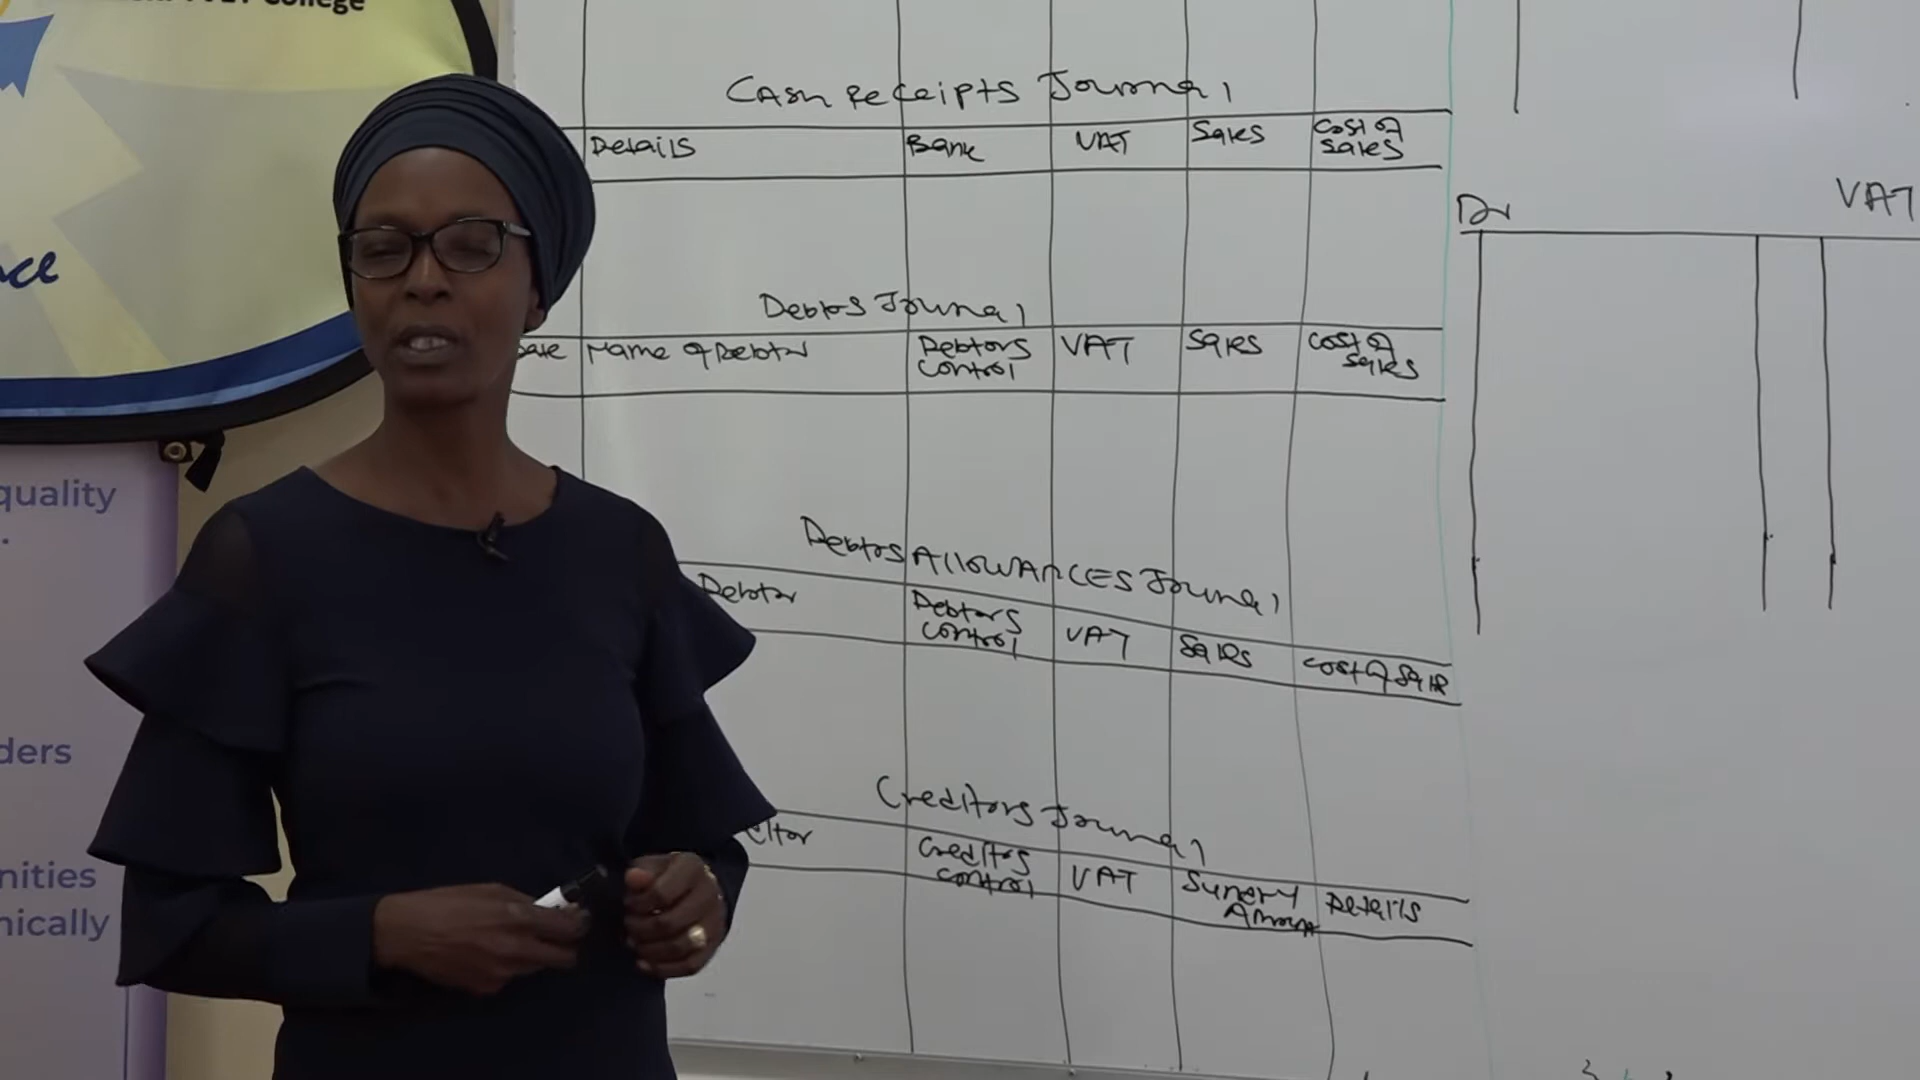 College
nce
quality
ders
nities
nically
Cash Receipts Journal
Details Bank VAT Sales Cost of Sales
Debtors Journal
Date Name of Debtor Debtors Control VAT Sales Cost of Sales
Debtors Allowances Journal
Debtor Debtors Control VAT Sales Cost of Sales
Creditors Journal
editor Creditors Control VAT Sundry Amount Details
Dr VAT